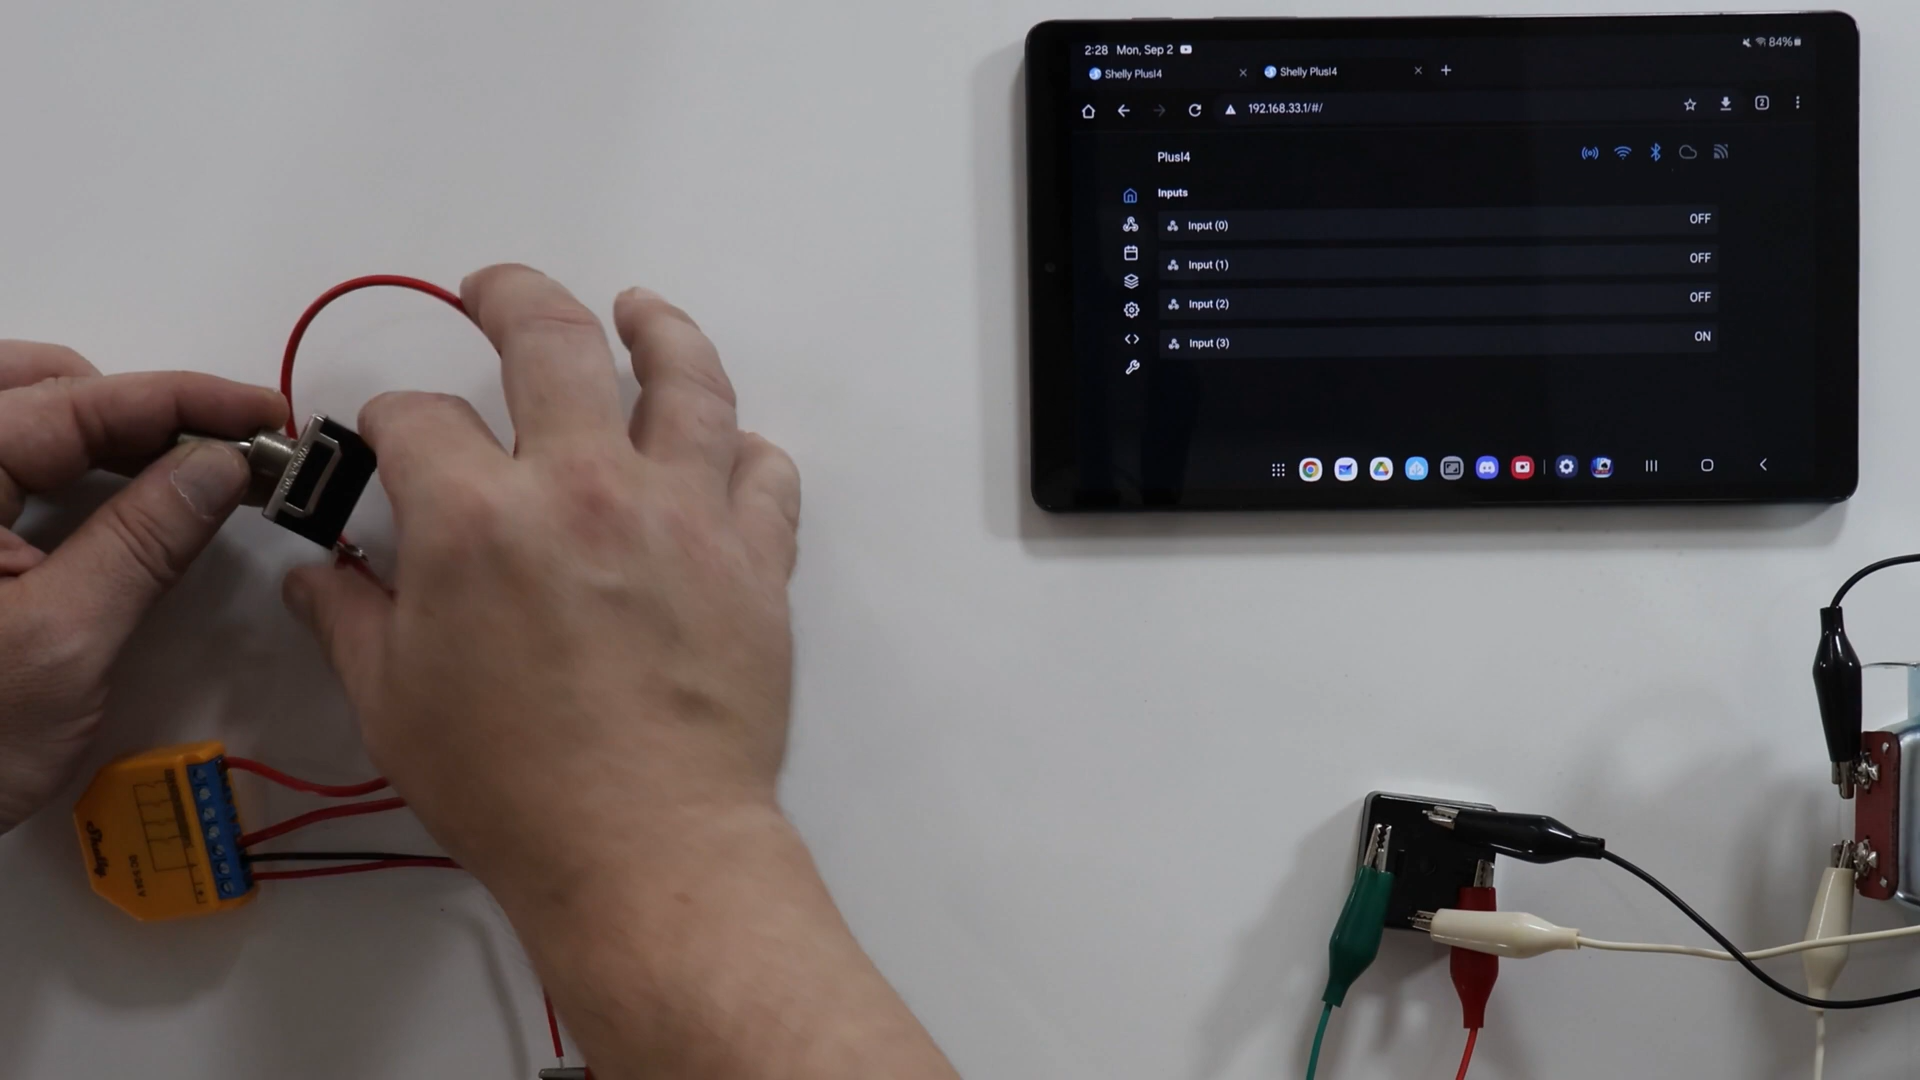 2:28 Mon, Sep 2
84%
Shelly PlusI4
Shelly PlusI4
192.168.33.1/#/
2
PlusI4
Inputs
Input (0) OFF
Input (1) OFF
Input (2) OFF
Input (3) ON
Shelly